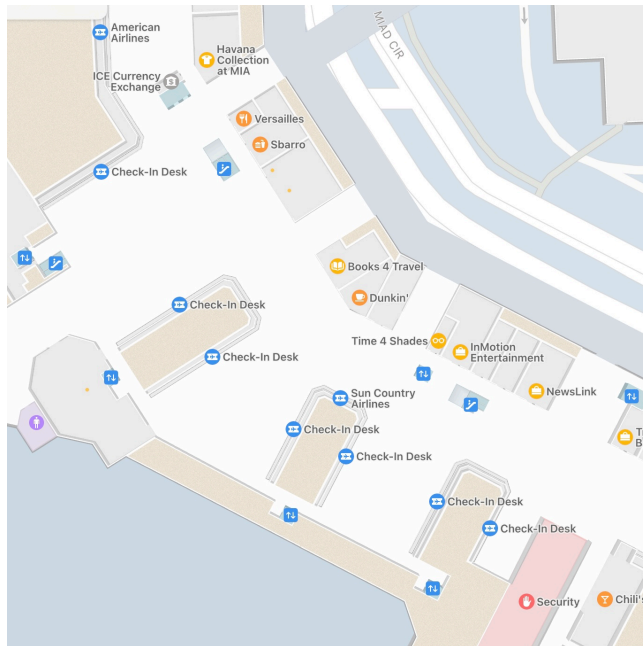 American
Airlines
MIAD CIR
Havana
Collection
at MIA
ICE Currency
Exchange
Versailles
Sbarro
Check-In Desk
Books 4 Travel
Dunkin'
Check-In Desk
Time 4 Shades
InMotion
Entertainment
Check-In Desk
Sun Country
Airlines
NewsLink
Check-In Desk
Check-In Desk
Check-In Desk
Check-In Desk
Security
Chili's